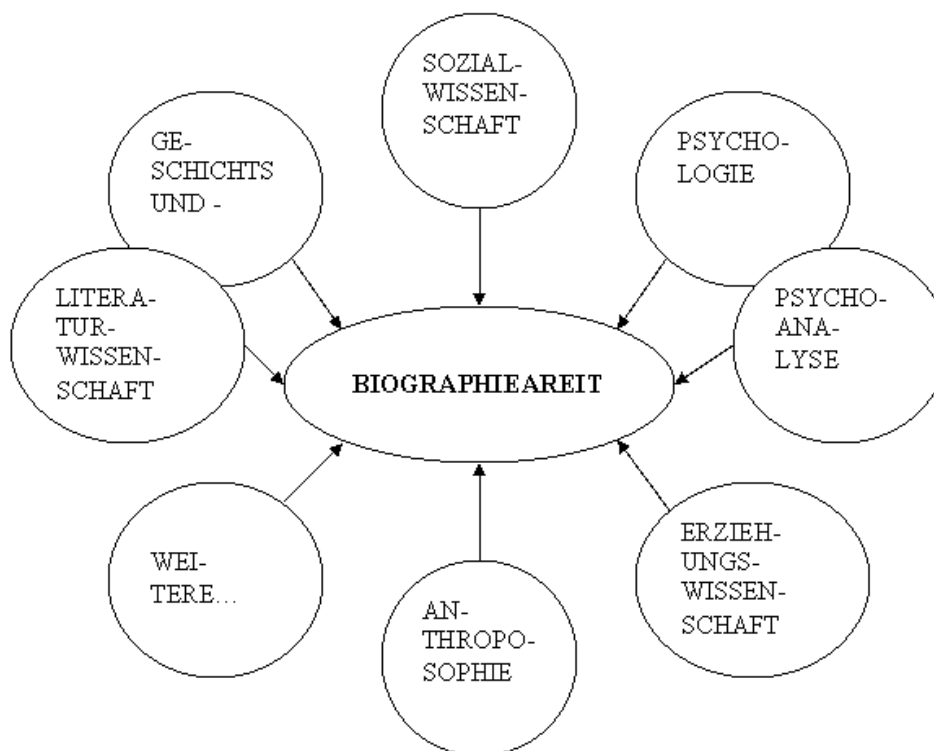 SOZIAL-
WISSEN-
SCHAFT
GE-
SCHICHTS
UND -
PSYCHO-
LOGIE
LITERA-
TUR-
WISSEN-
SCHAFT
PSYCHO-
ANA-
LYSE
BIOGRAPHIEAREIT
WEI-
TERE...
AN-
THROPO-
SOPHIE
ERZIEH-
UNGS-
WISSEN-
SCHAFT